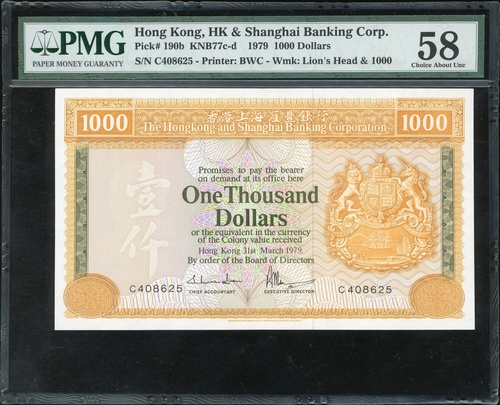 PMG
PAPER MONEY GUARANTY
Hong Kong, HK & Shanghai Banking Corp.
Pick# 190b KNB77c-d 1979 1000 Dollars
S/N C408625 - Printer: BWC - Wmk: Lion's Head & 1000
58
Choice About Unc
1000
香港上海滙豐銀行
1000
The Hongkong and Shanghai Banking Corporation
Promises to pay the bearer
on demand at its office here
壹仟
One Thousand
Dollars
or the equivalent in the currency
of the Colony value received
Hong Kong 31st March 1979.
By order of the Board of Directors
C408625
CHIEF ACCOUNTANT
EXECUTIVE DIRECTOR
C408625